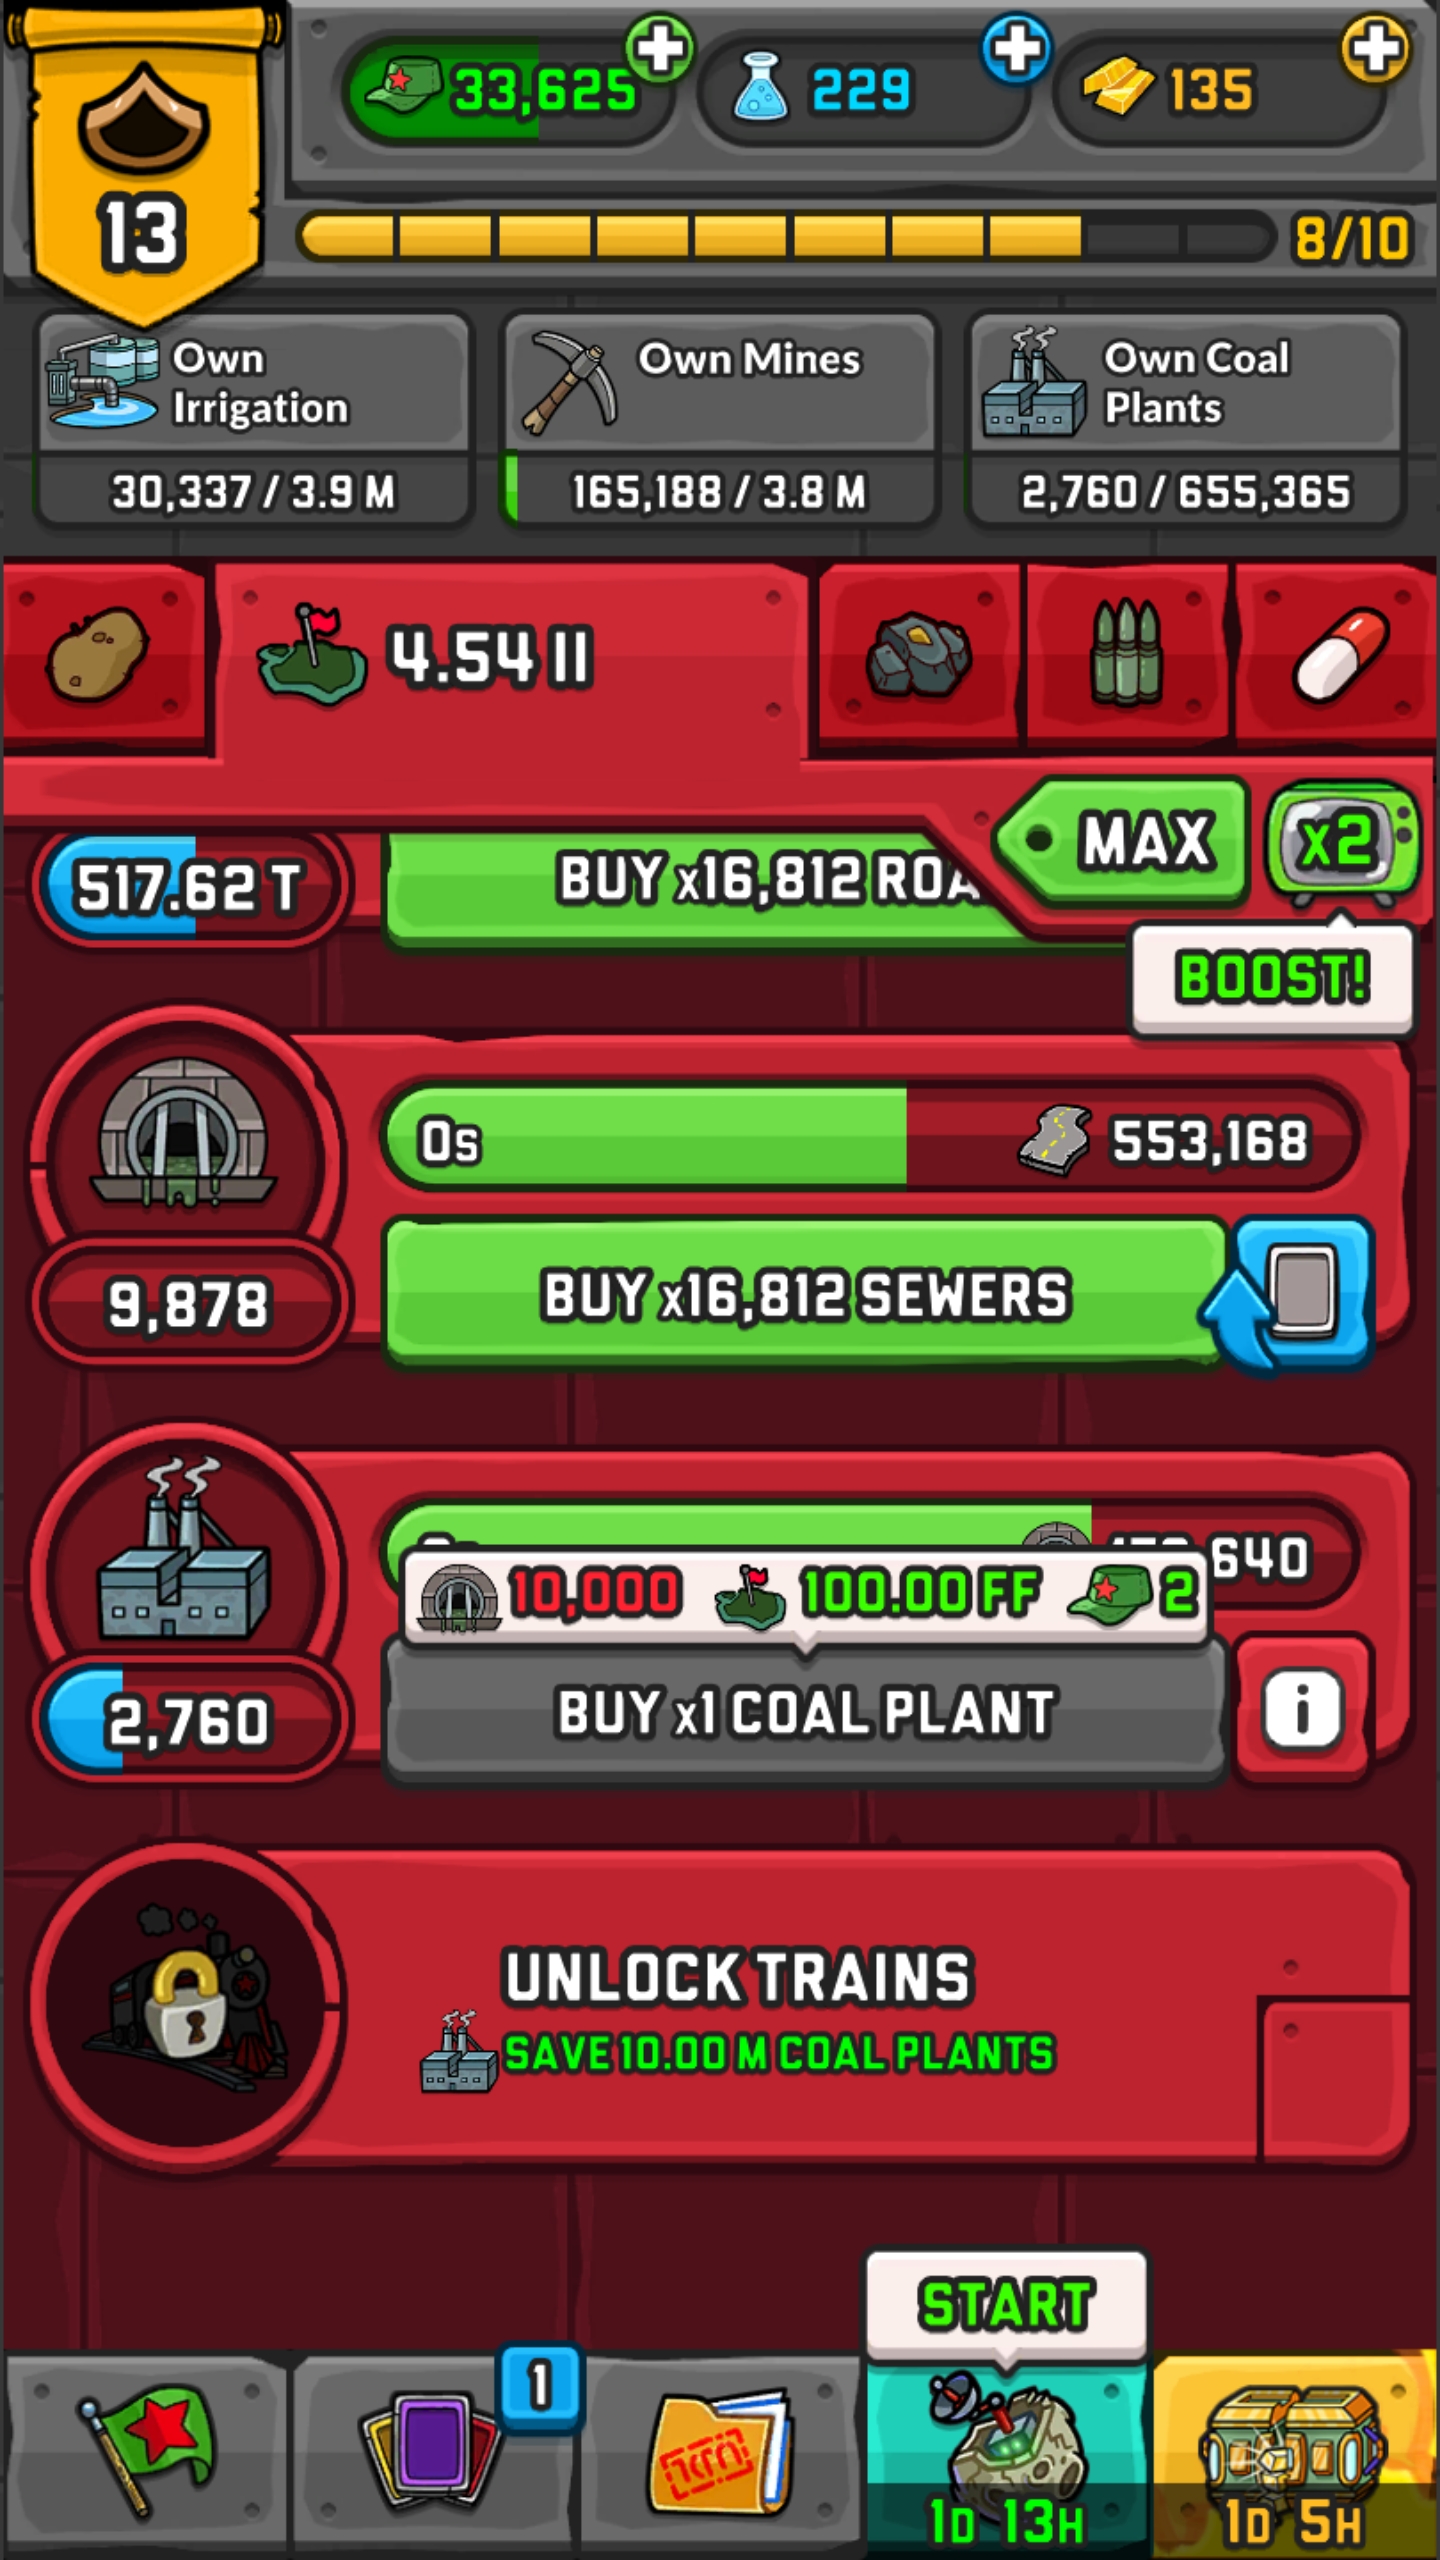 33,625
229
135
13
8/10
Own
Irrigation
30,337 / 3.9 M
Own Mines
165,188 / 3.8 M
Own Coal
Plants
2,760 / 655,365
4.54 II
MAX
x2
517.62 T
BUY x16,812 ROA
BOOST!
0s
553,168
9,878
BUY x16,812 SEWERS
640
10,000
100.00 FF
2
2,760
BUY x1 COAL PLANT
i
UNLOCK TRAINS
SAVE 10.00 M COAL PLANTS
START
1
1D 13H
1D 5H